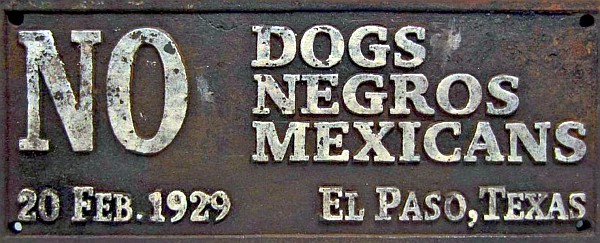 NO DOGS
NEGROS
MEXICANS
20 FEB. 1929 EL PASO, TEXAS